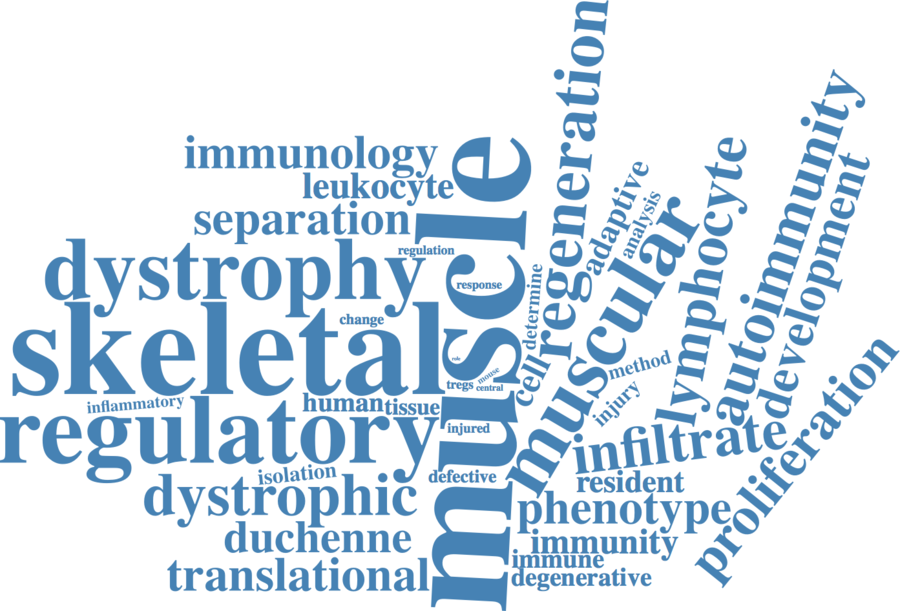 immunology
leukocyte
separation
dystrophy
regulation
response
skeletal
change
role
mouse
tregs
central
inflammatory
human
tissue
regulatory
injured
isolation
defective
dystrophic
duchenne
translational
muscle
regeneration
adaptive
analysis
determine
cell
muscular
lymphocyte
autoimmunity
development
method
injury
infiltrate
proliferation
resident
phenotype
immunity
immune
degenerative